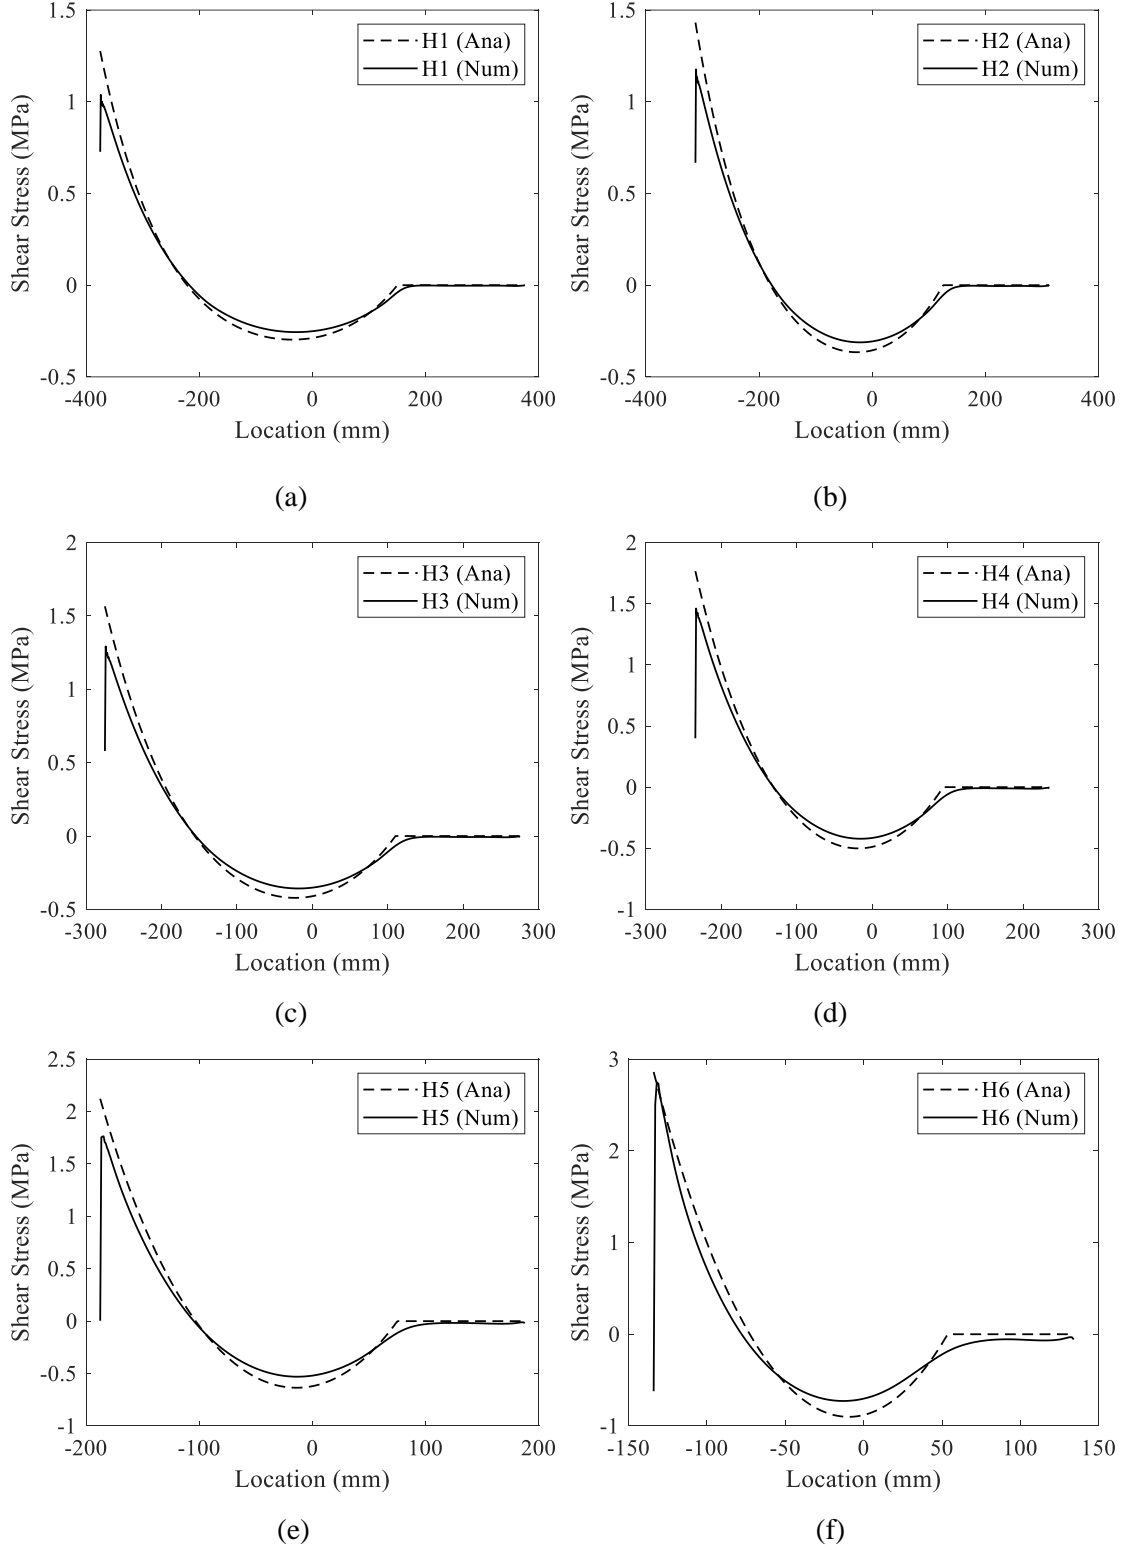 1.5
1
0.5
0
-0.5
Shear Stress (MPa)
H1 (Ana)
H1 (Num)
-400 -200 0 200 400
Location (mm)
(a)
1.5
1
0.5
0
-0.5
Shear Stress (MPa)
H2 (Ana)
H2 (Num)
-400 -200 0 200 400
Location (mm)
(b)
2
1.5
1
0.5
0
-0.5
Shear Stress (MPa)
H3 (Ana)
H3 (Num)
-300 -200 -100 0 100 200 300
Location (mm)
(c)
2
1.5
1
0.5
0
-0.5
-1
Shear Stress (MPa)
H4 (Ana)
H4 (Num)
-300 -200 -100 0 100 200 300
Location (mm)
(d)
2.5
2
1.5
1
0.5
0
-0.5
-1
Shear Stress (MPa)
H5 (Ana)
H5 (Num)
-200 -100 0 100 200
Location (mm)
(e)
3
2
1
0
-1
Shear Stress (MPa)
H6 (Ana)
H6 (Num)
-150 -100 -50 0 50 100 150
Location (mm)
(f)